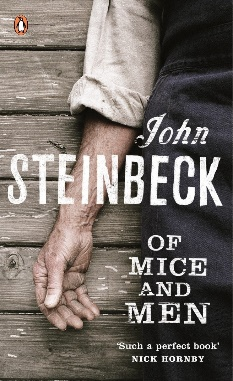 John
STEINBECK
OF
MICE
AND
MEN
‘Such a perfect book’
NICK HORNBY